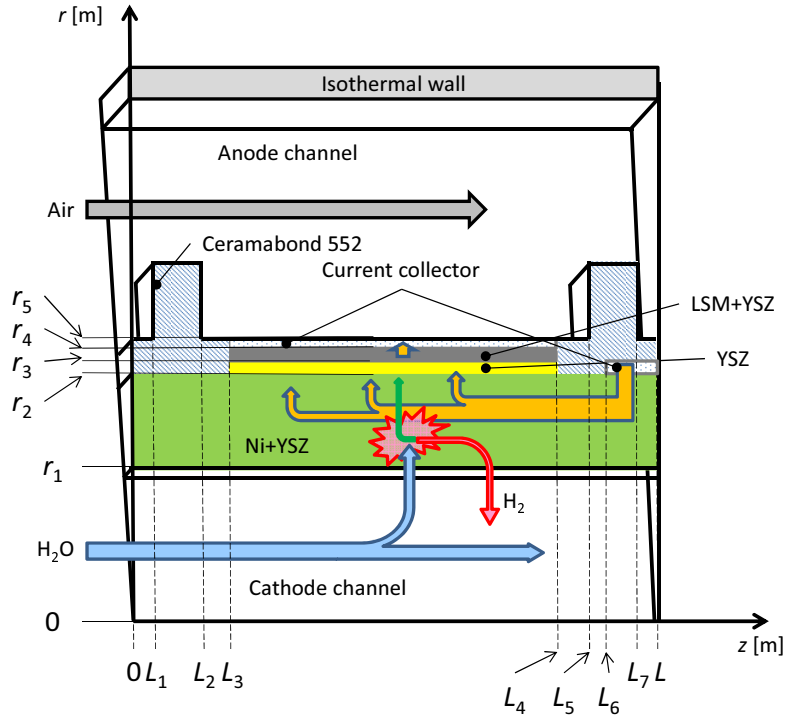 r [m]
Isothermal wall
Anode channel
Air
Ceramabond 552
Current collector
r5
LSM+YSZ
r4
YSZ
r3
r2
Ni+YSZ
r1
H2
H2O
Cathode channel
0
z [m]
0 L1 L2 L3 L4 L5 L6 L7 L